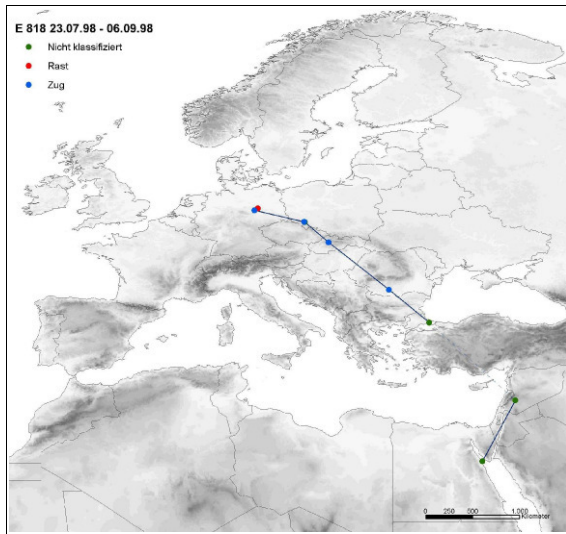 E 818 23.07.98 - 06.09.98
Nicht klassifiziert
Rast
Zug
0 250 500 1.000
Kilometer